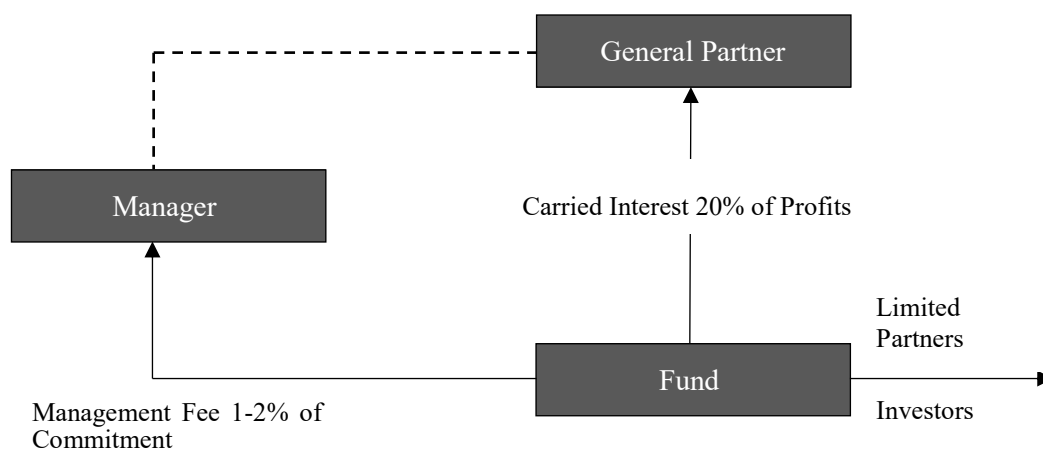 General Partner
Manager
Carried Interest 20% of Profits
Limited
Partners
Fund
Investors
Management Fee 1-2% of
Commitment